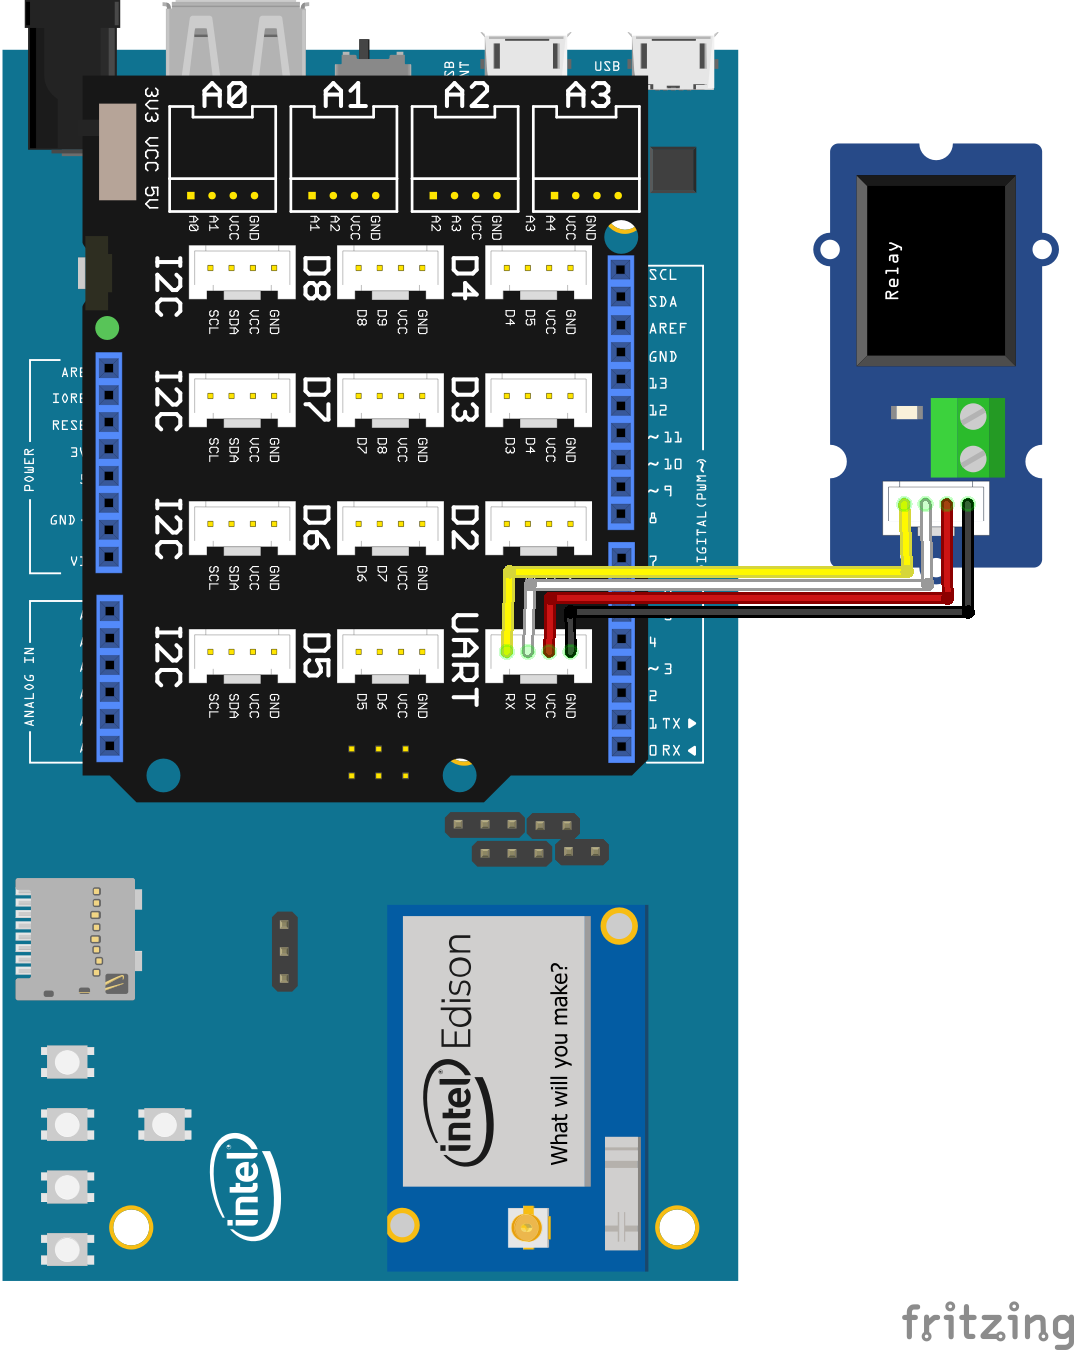 USB
A0
A1
A2
A3
3V3 VCC 5V
A0 A1 VCC GND
A1 A2 VCC GND
A2 A3 VCC GND
A3 A4 VCC GND
I2C
D8
D4
SCL SDA VCC GND
D8 D9 VCC GND
D4 D5 VCC GND
I2C
D7
D3
SCL SDA VCC GND
D7 D8 VCC GND
D3 D4 VCC GND
I2C
D6
D2
SCL SDA VCC GND
D6 D7 VCC GND
I2C
D5
UART
SCL SDA VCC GND
D5 D6 VCC GND
RX DX VCC GND
POWER
RESE
GND
ANALOG IN
SCL
SDA
AREF
GND
13
12
~11
~10
~9
8
7
4
~3
2
1 TX
0 RX
IGITAL(PWM~)
Relay
intel Edison
What will you make?
intel
fritzing